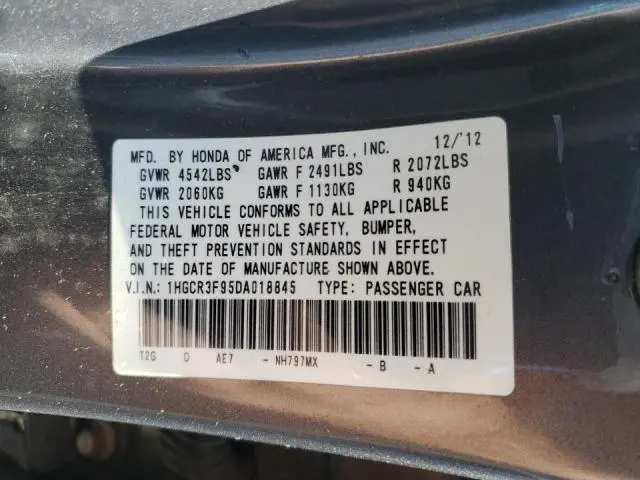 MFD. BY HONDA OF AMERICA MFG., INC. 12/'12
GVWR 4542LBS GAWR F 2491LBS R 2072LBS
GVWR 2060KG GAWR F 1130KG R 940KG
THIS VEHICLE CONFORMS TO ALL APPLICABLE
FEDERAL MOTOR VEHICLE SAFETY, BUMPER,
AND THEFT PREVENTION STANDARDS IN EFFECT
ON THE DATE OF MANUFACTURE SHOWN ABOVE.
V.I.N.: 1HGCR3F95DA018845 TYPE: PASSENGER CAR
T2G D AE7 - NH797MX - B - A